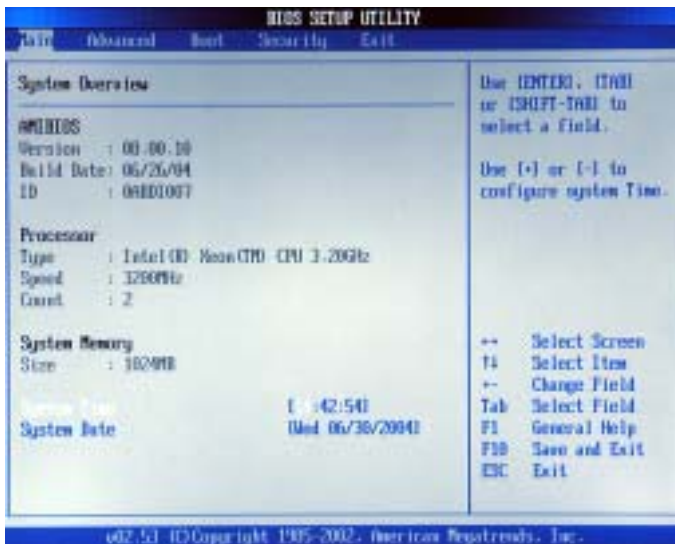 BIOS SETUP UTILITY
Main Advanced Boot Security Exit
System Overview
AMIBIOS
Version : 08.00.10
Build Date: 06/26/04
ID : 0ABDI007
Processor
Type : Intel(R) Xeon(TM) CPU 3.20GHz
Speed : 3200MHz
Count : 2
System Memory
Size : 1024MB
System Time [ :42:54]
System Date [Wed 06/30/2004]
Use [ENTER], [TAB]
or [SHIFT-TAB] to
select a field.
Use [+] or [-] to
configure system Time.
↔ Select Screen
↑↓ Select Item
+- Change Field
Tab Select Field
F1 General Help
F10 Save and Exit
ESC Exit
v02.53 (C)Copyright 1985-2002, American Megatrends, Inc.